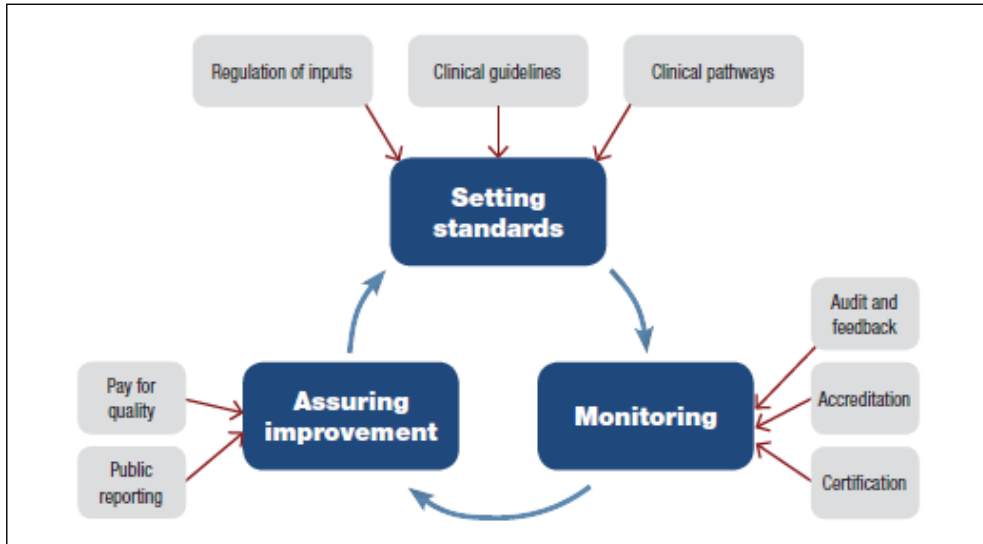 Regulation of inputs
Clinical guidelines
Clinical pathways
Setting
standards
Audit and
feedback
Pay for
quality
Assuring
improvement
Monitoring
Accreditation
Public
reporting
Certification